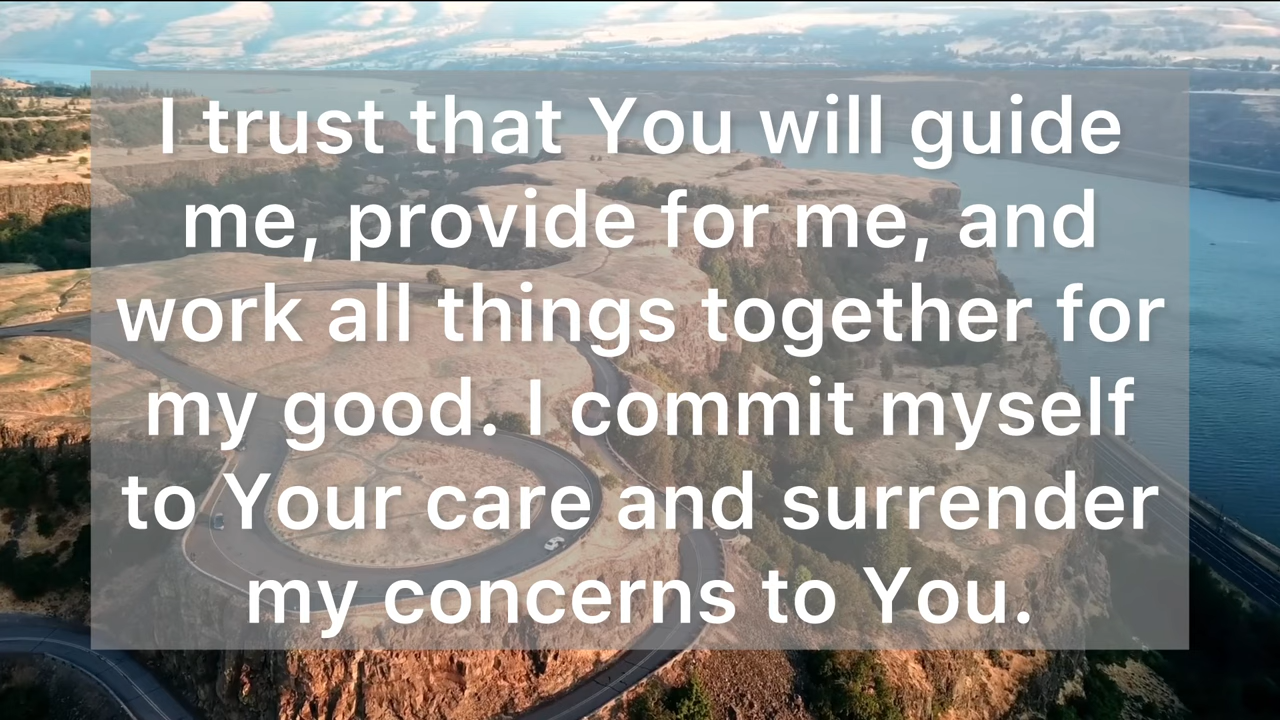 I trust that You will guide
me, provide for me, and
work all things together for
my good. I commit myself
to Your care and surrender
my concerns to You.